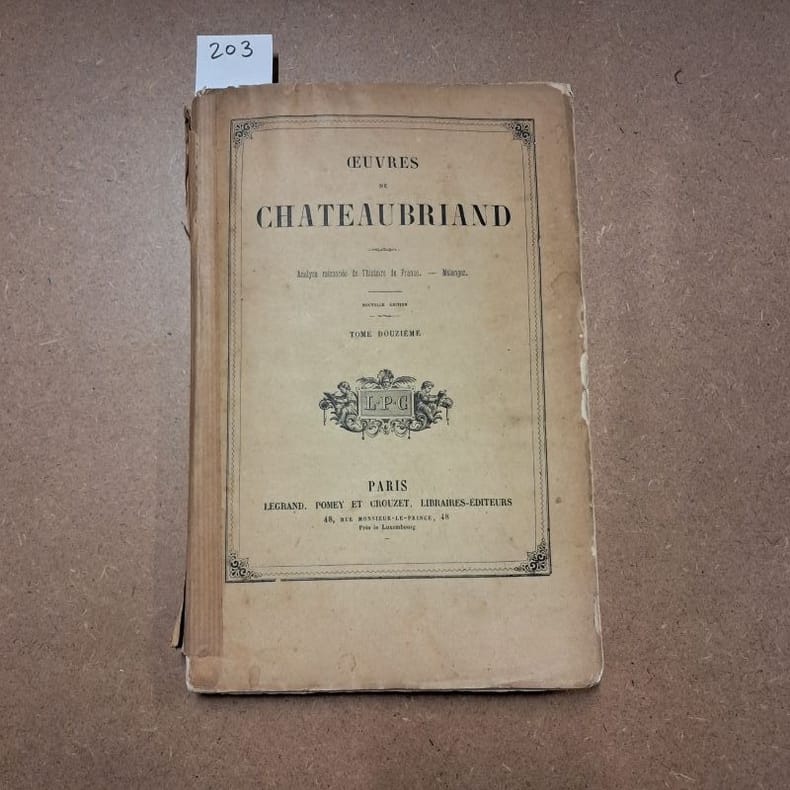 203
ŒUVRES
DE
CHATEAUBRIAND
Analyse raisonnée de l'histoire de France. — Mélanges.
NOUVELLE ÉDITION
TOME DOUZIÈME
L·P·C
PARIS
LEGRAND, POMEY ET CROUZET, LIBRAIRES-ÉDITEURS
48, RUE MONSIEUR-LE-PRINCE, 48
Près le Luxembourg